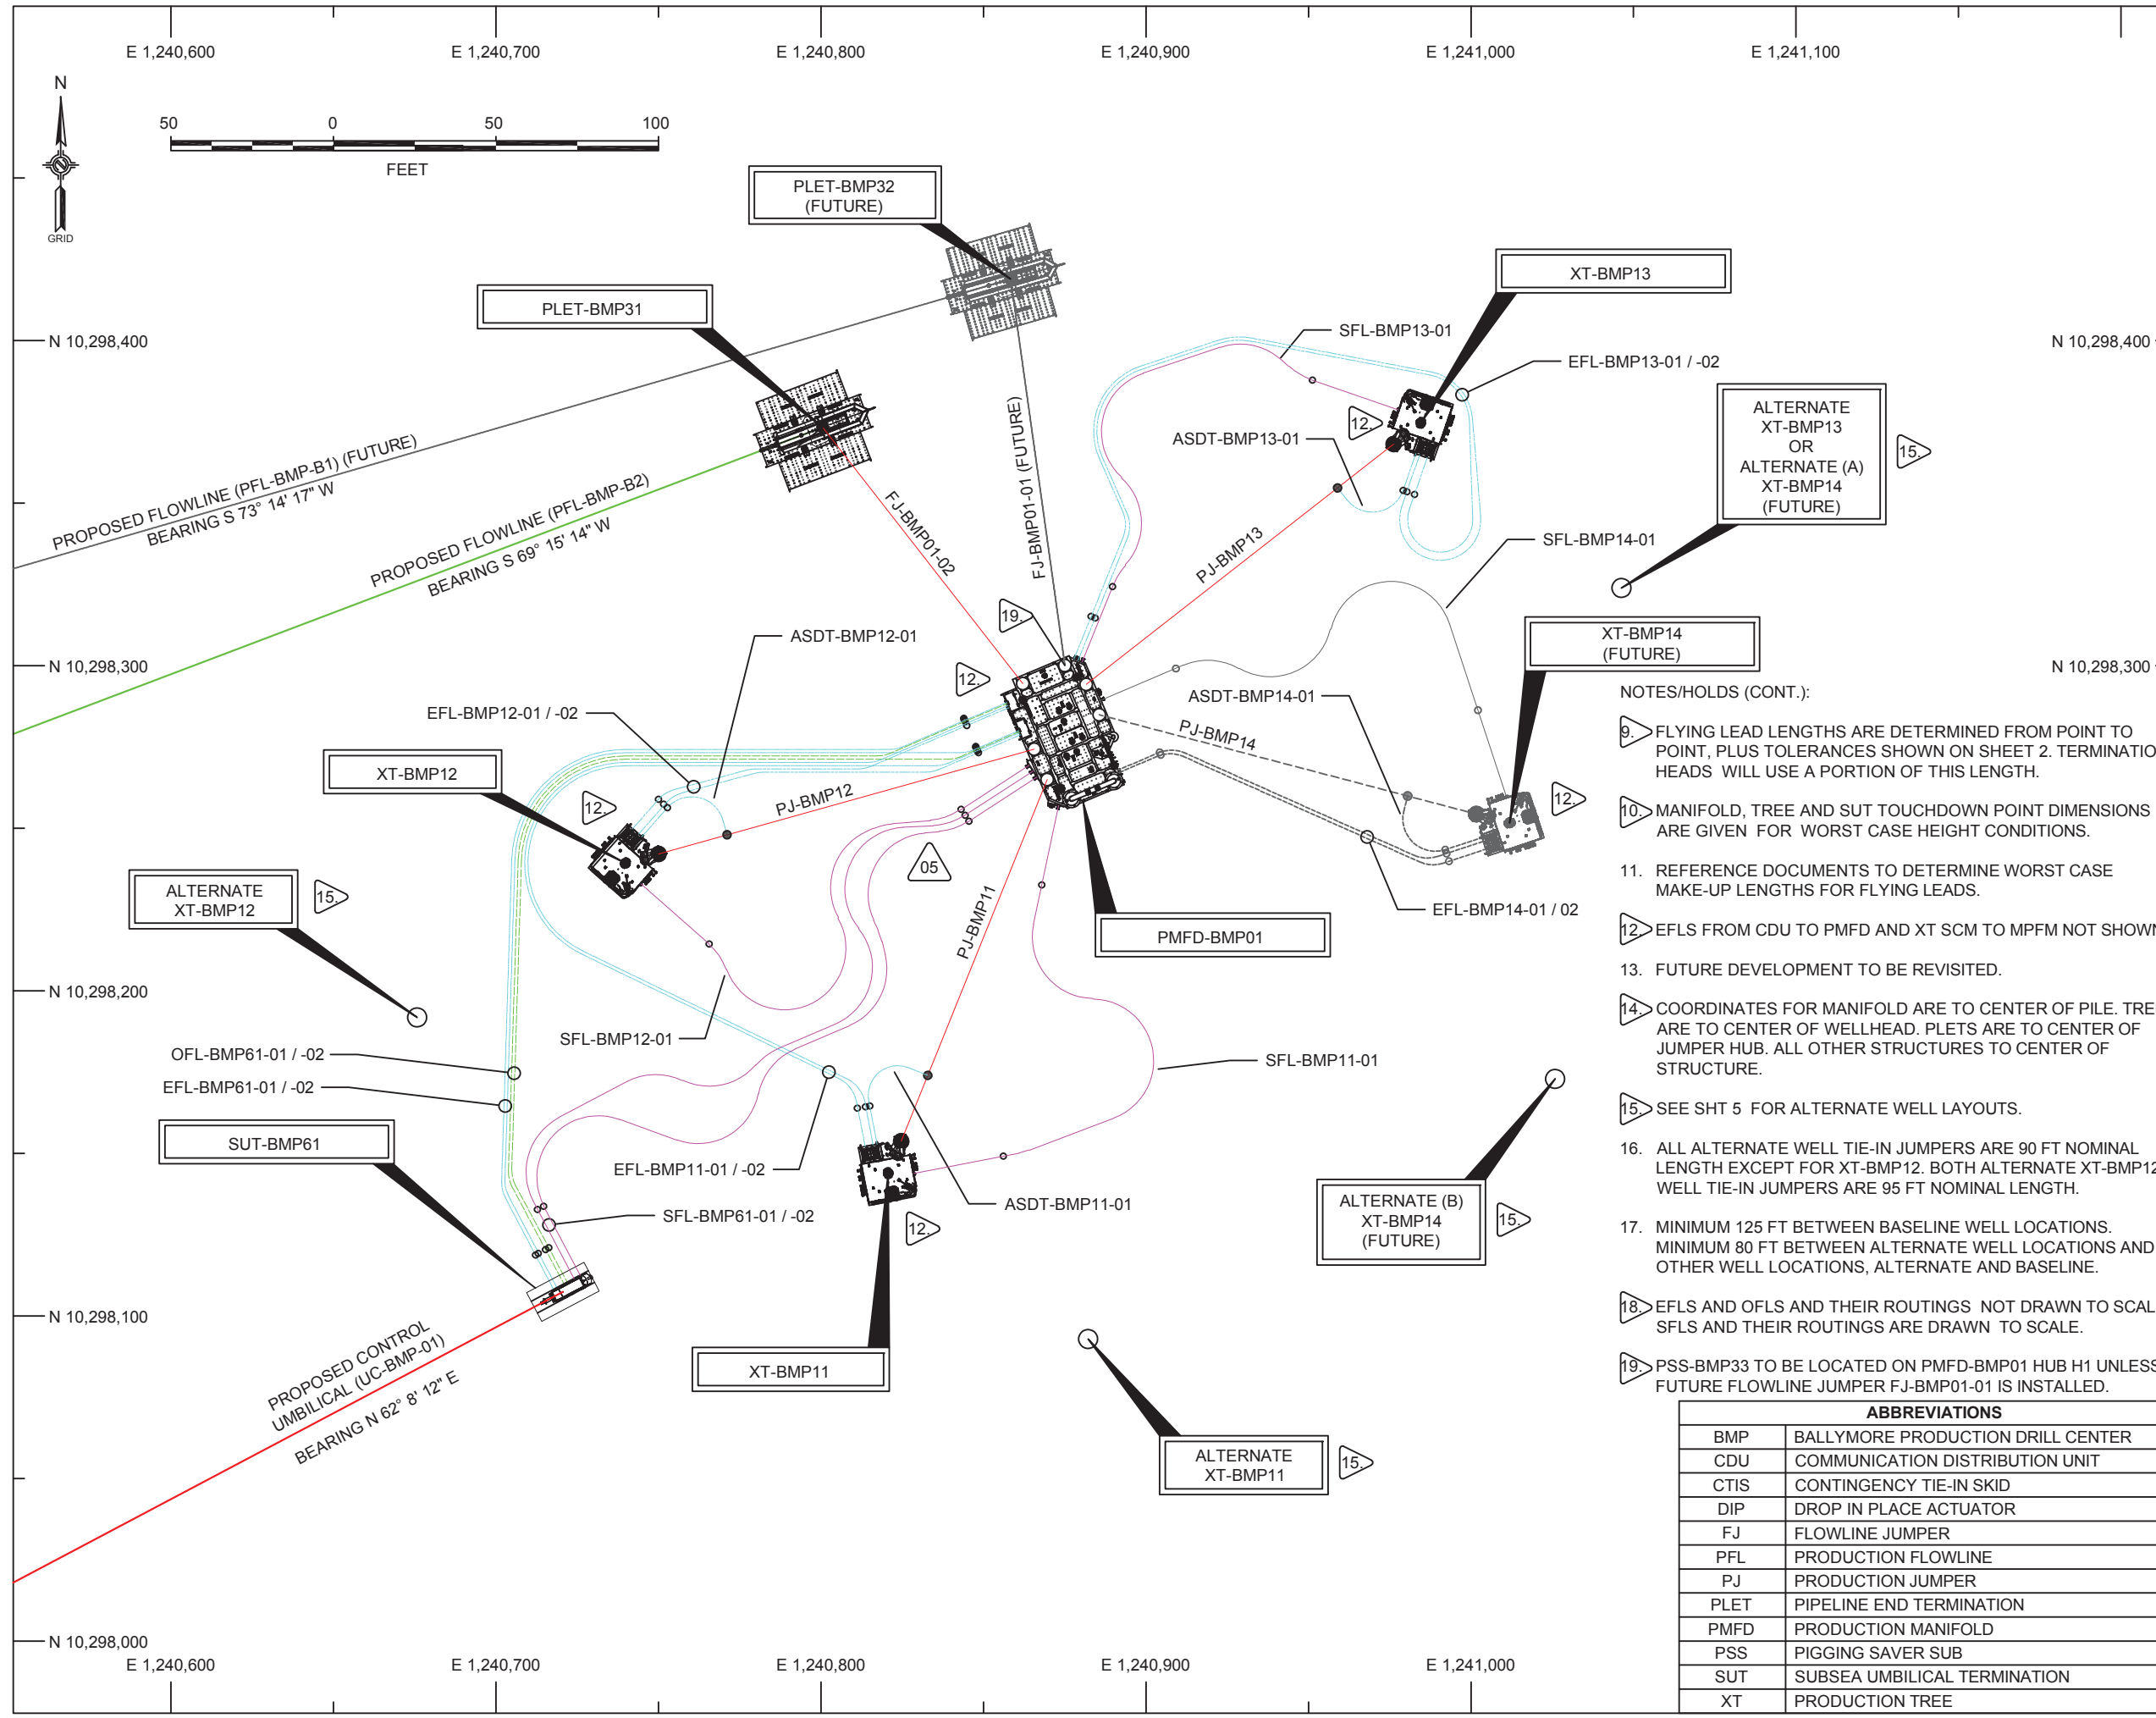 E 1,240,600
E 1,240,700
E 1,240,800
E 1,240,900
E 1,241,000
E 1,241,100
N
GRID
50 0 50 100
FEET
PLET-BMP32
(FUTURE)
PLET-BMP31
XT-BMP13
SFL-BMP13-01
EFL-BMP13-01 / -02
N 10,298,400
N 10,298,400
ALTERNATE
XT-BMP13
OR
ALTERNATE (A)
XT-BMP14
(FUTURE)
15.
12.
ASDT-BMP13-01
PROPOSED FLOWLINE (PFL-BMP-B1) (FUTURE)
BEARING S 73° 14' 17" W
PROPOSED FLOWLINE (PFL-BMP-B2)
BEARING S 69° 15' 14" W
FJ-BMP01-02
FJ-BMP01-01 (FUTURE)
PJ-BMP13
SFL-BMP14-01
19.
ASDT-BMP12-01
XT-BMP14
(FUTURE)
N 10,298,300
N 10,298,300
12.
ASDT-BMP14-01
EFL-BMP12-01 / -02
PJ-BMP14
XT-BMP12
12.
PJ-BMP12
12.
05
ALTERNATE
XT-BMP12
15.
PJ-BMP11
EFL-BMP14-01 / 02
PMFD-BMP01
N 10,298,200
SFL-BMP12-01
OFL-BMP61-01 / -02
EFL-BMP61-01 / -02
SFL-BMP11-01
SUT-BMP61
EFL-BMP11-01 / -02
ASDT-BMP11-01
SFL-BMP61-01 / -02
12.
ALTERNATE (B)
XT-BMP14
(FUTURE)
15.
N 10,298,100
PROPOSED CONTROL
UMBILICAL (UC-BMP-01)
BEARING N 62° 8' 12" E
XT-BMP11
ALTERNATE
XT-BMP11
15.
N 10,298,000
E 1,240,600
E 1,240,700
E 1,240,800
E 1,240,900
E 1,241,000
NOTES/HOLDS (CONT.):
9. FLYING LEAD LENGTHS ARE DETERMINED FROM POINT TO
POINT, PLUS TOLERANCES SHOWN ON SHEET 2. TERMINATIO
HEADS WILL USE A PORTION OF THIS LENGTH.
10. MANIFOLD, TREE AND SUT TOUCHDOWN POINT DIMENSIONS
ARE GIVEN FOR WORST CASE HEIGHT CONDITIONS.
11. REFERENCE DOCUMENTS TO DETERMINE WORST CASE
MAKE-UP LENGTHS FOR FLYING LEADS.
12. EFLS FROM CDU TO PMFD AND XT SCM TO MPFM NOT SHOWN
13. FUTURE DEVELOPMENT TO BE REVISITED.
14. COORDINATES FOR MANIFOLD ARE TO CENTER OF PILE. TRE
ARE TO CENTER OF WELLHEAD. PLETS ARE TO CENTER OF
JUMPER HUB. ALL OTHER STRUCTURES TO CENTER OF
STRUCTURE.
15. SEE SHT 5 FOR ALTERNATE WELL LAYOUTS.
16. ALL ALTERNATE WELL TIE-IN JUMPERS ARE 90 FT NOMINAL
LENGTH EXCEPT FOR XT-BMP12. BOTH ALTERNATE XT-BMP12
WELL TIE-IN JUMPERS ARE 95 FT NOMINAL LENGTH.
17. MINIMUM 125 FT BETWEEN BASELINE WELL LOCATIONS.
MINIMUM 80 FT BETWEEN ALTERNATE WELL LOCATIONS AND
OTHER WELL LOCATIONS, ALTERNATE AND BASELINE.
18. EFLS AND OFLS AND THEIR ROUTINGS NOT DRAWN TO SCAL
SFLS AND THEIR ROUTINGS ARE DRAWN TO SCALE.
19. PSS-BMP33 TO BE LOCATED ON PMFD-BMP01 HUB H1 UNLESS
FUTURE FLOWLINE JUMPER FJ-BMP01-01 IS INSTALLED.
ABBREVIATIONS
BMP BALLYMORE PRODUCTION DRILL CENTER
CDU COMMUNICATION DISTRIBUTION UNIT
CTIS CONTINGENCY TIE-IN SKID
DIP DROP IN PLACE ACTUATOR
FJ FLOWLINE JUMPER
PFL PRODUCTION FLOWLINE
PJ PRODUCTION JUMPER
PLET PIPELINE END TERMINATION
PMFD PRODUCTION MANIFOLD
PSS PIGGING SAVER SUB
SUT SUBSEA UMBILICAL TERMINATION
XT PRODUCTION TREE